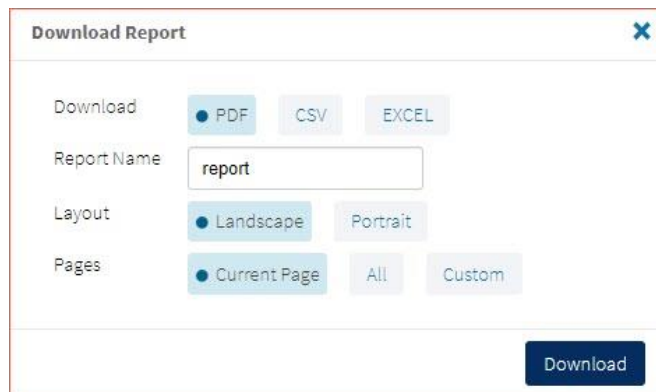 Download Report
Download PDF CSV EXCEL
Report Name report
Layout Landscape Portrait
Pages Current Page All Custom
Download